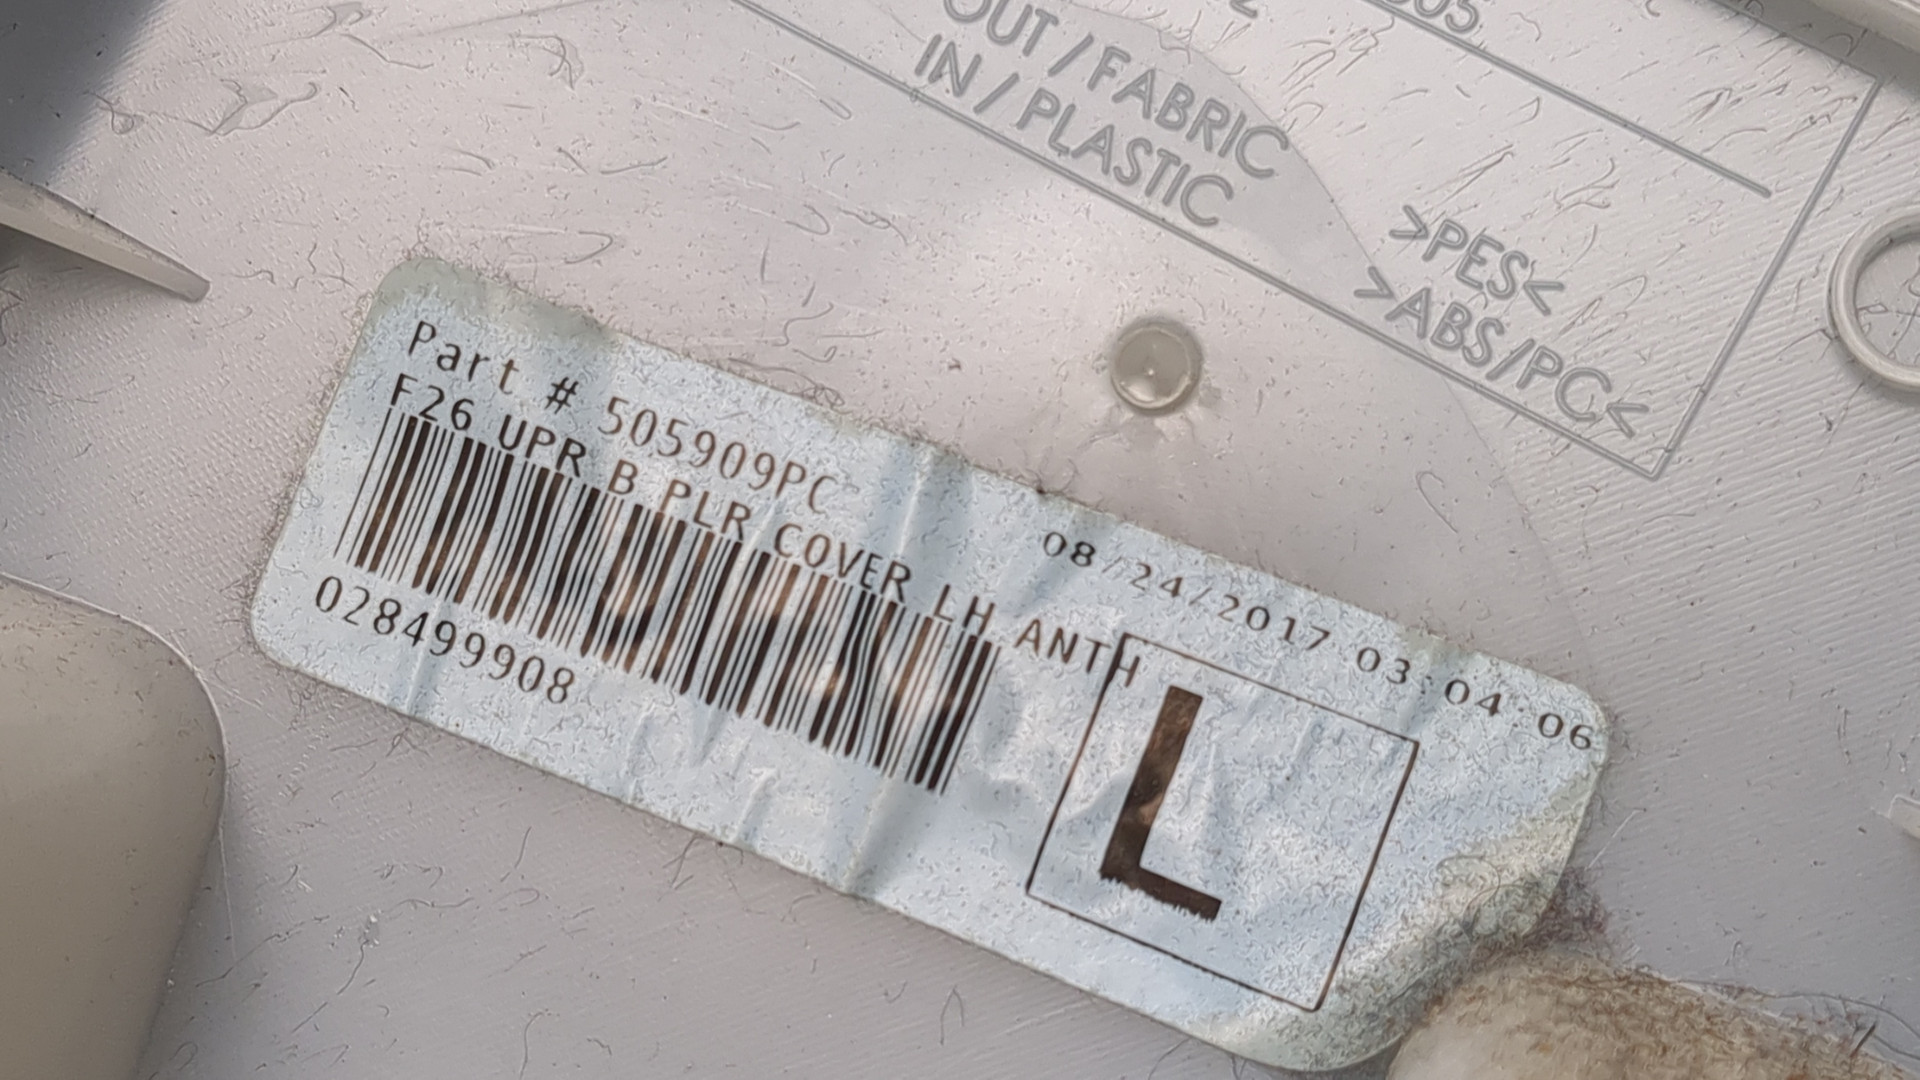 OUT/FABRIC >PES<
IN/PLASTIC >ABS/PC<
Part # 505909PC
08/24/2017 03:04:06
F26 UPR B PLR COVER LH ANTH
028499908
L